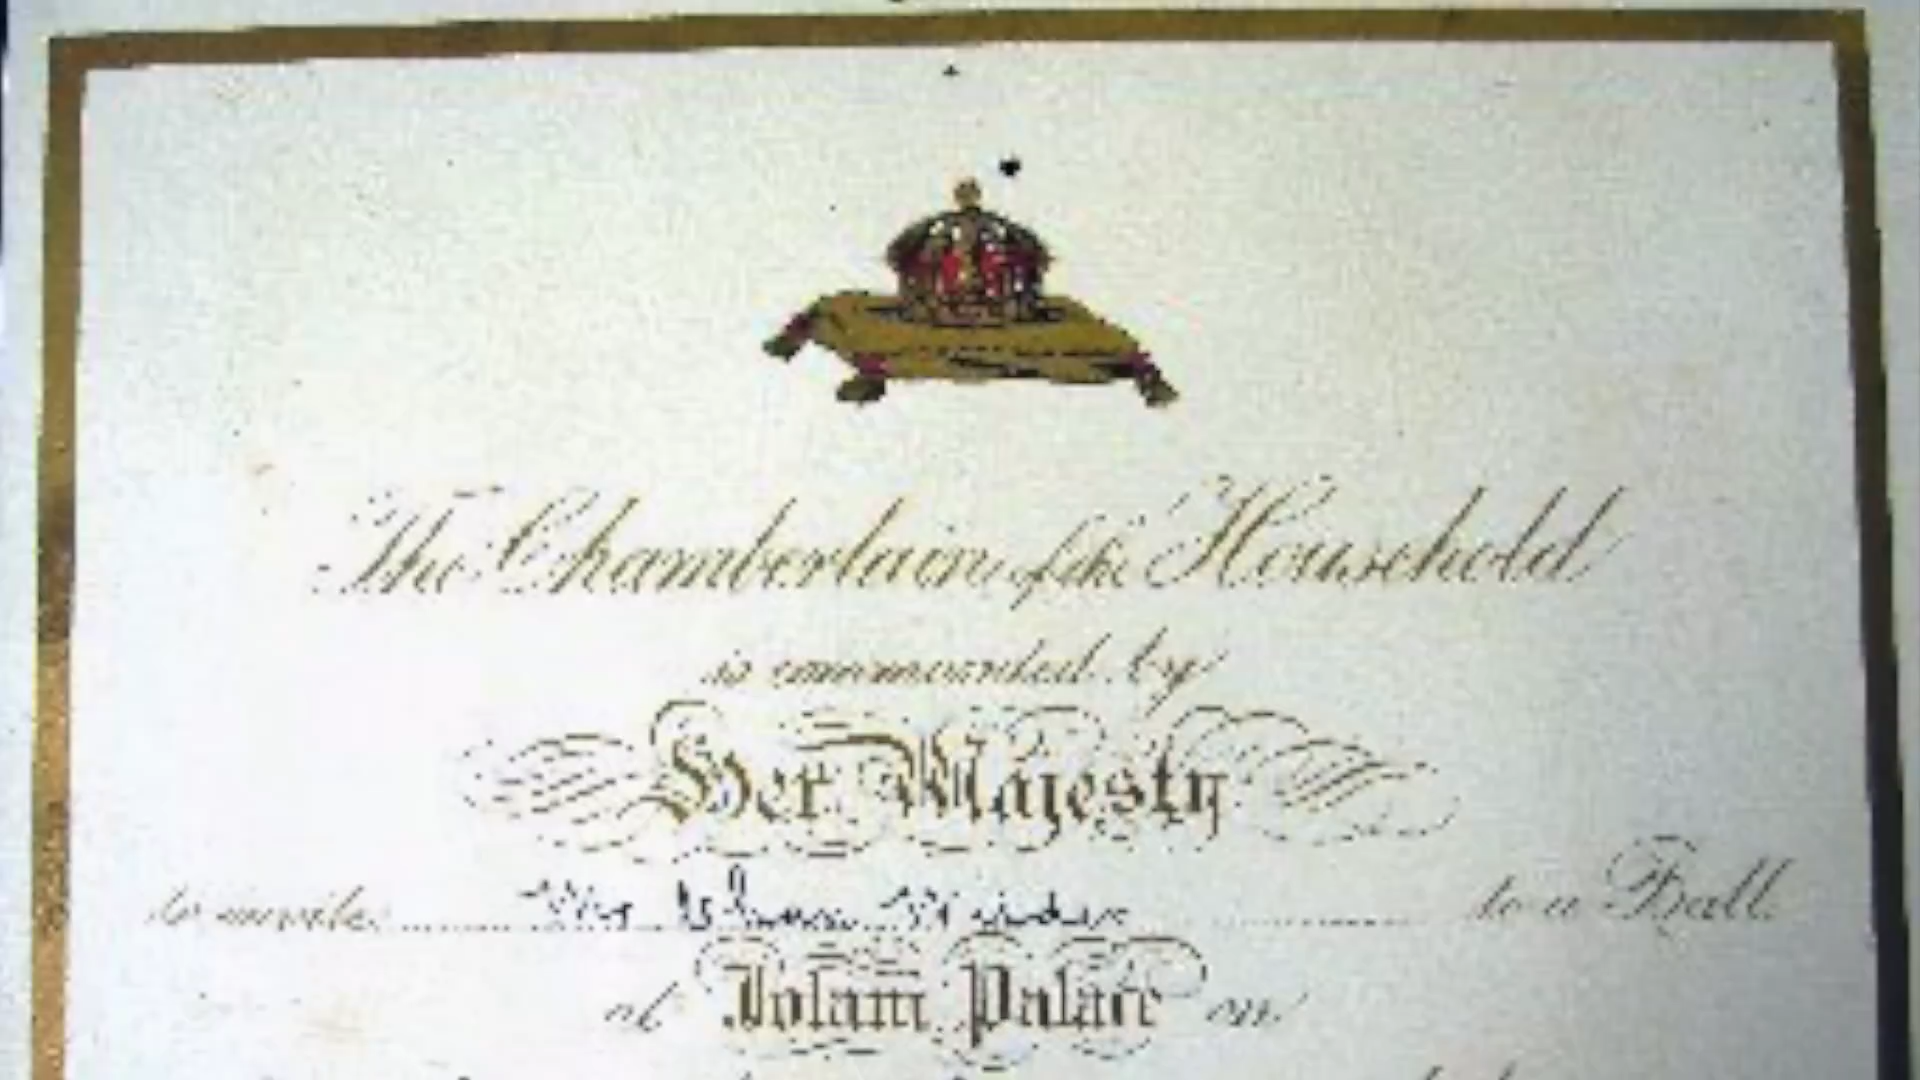 The Chamberlain of the Household
is commanded by
Her Majesty
to invite to a Ball
at Iolani Palace on